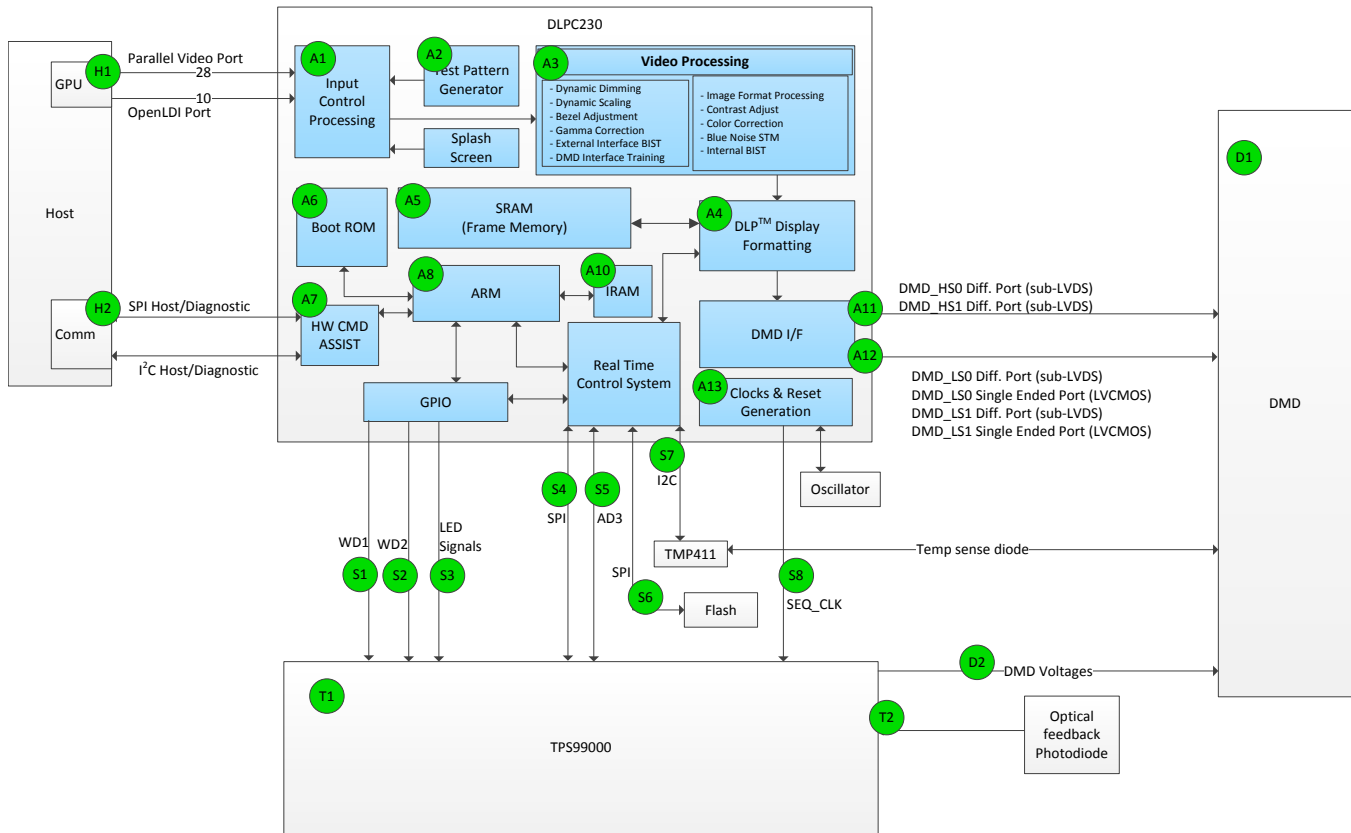 DLPC230
Host
GPU
H1
Parallel Video Port
28
10
OpenLDI Port
A1
Input
Control
Processing
A2
Test Pattern
Generator
Splash
Screen
A3
Video Processing
- Dynamic Dimming
- Dynamic Scaling
- Bezel Adjustment
- Gamma Correction
- External Interface BIST
- DMD Interface Training
- Image Format Processing
- Contrast Adjust
- Color Correction
- Blue Noise STM
- Internal BIST
A6
Boot ROM
A5
SRAM
(Frame Memory)
A4
DLP™ Display
Formatting
A8
ARM
A10
IRAM
Comm
H2
SPI Host/Diagnostic
I²C Host/Diagnostic
A7
HW CMD
ASSIST
GPIO
Real Time
Control System
DMD I/F
A11
A12
A13
Clocks & Reset
Generation
DMD_HS0 Diff. Port (sub-LVDS)
DMD_HS1 Diff. Port (sub-LVDS)
DMD_LS0 Diff. Port (sub-LVDS)
DMD_LS0 Single Ended Port (LVCMOS)
DMD_LS1 Diff. Port (sub-LVDS)
DMD_LS1 Single Ended Port (LVCMOS)
D1
DMD
Oscillator
WD1
S1
WD2
S2
LED
Signals
S3
S4
SPI
S5
AD3
S7
I2C
TMP411
Temp sense diode
SPI
S6
Flash
S8
SEQ_CLK
D2
DMD Voltages
T1
TPS99000
T2
Optical
feedback
Photodiode